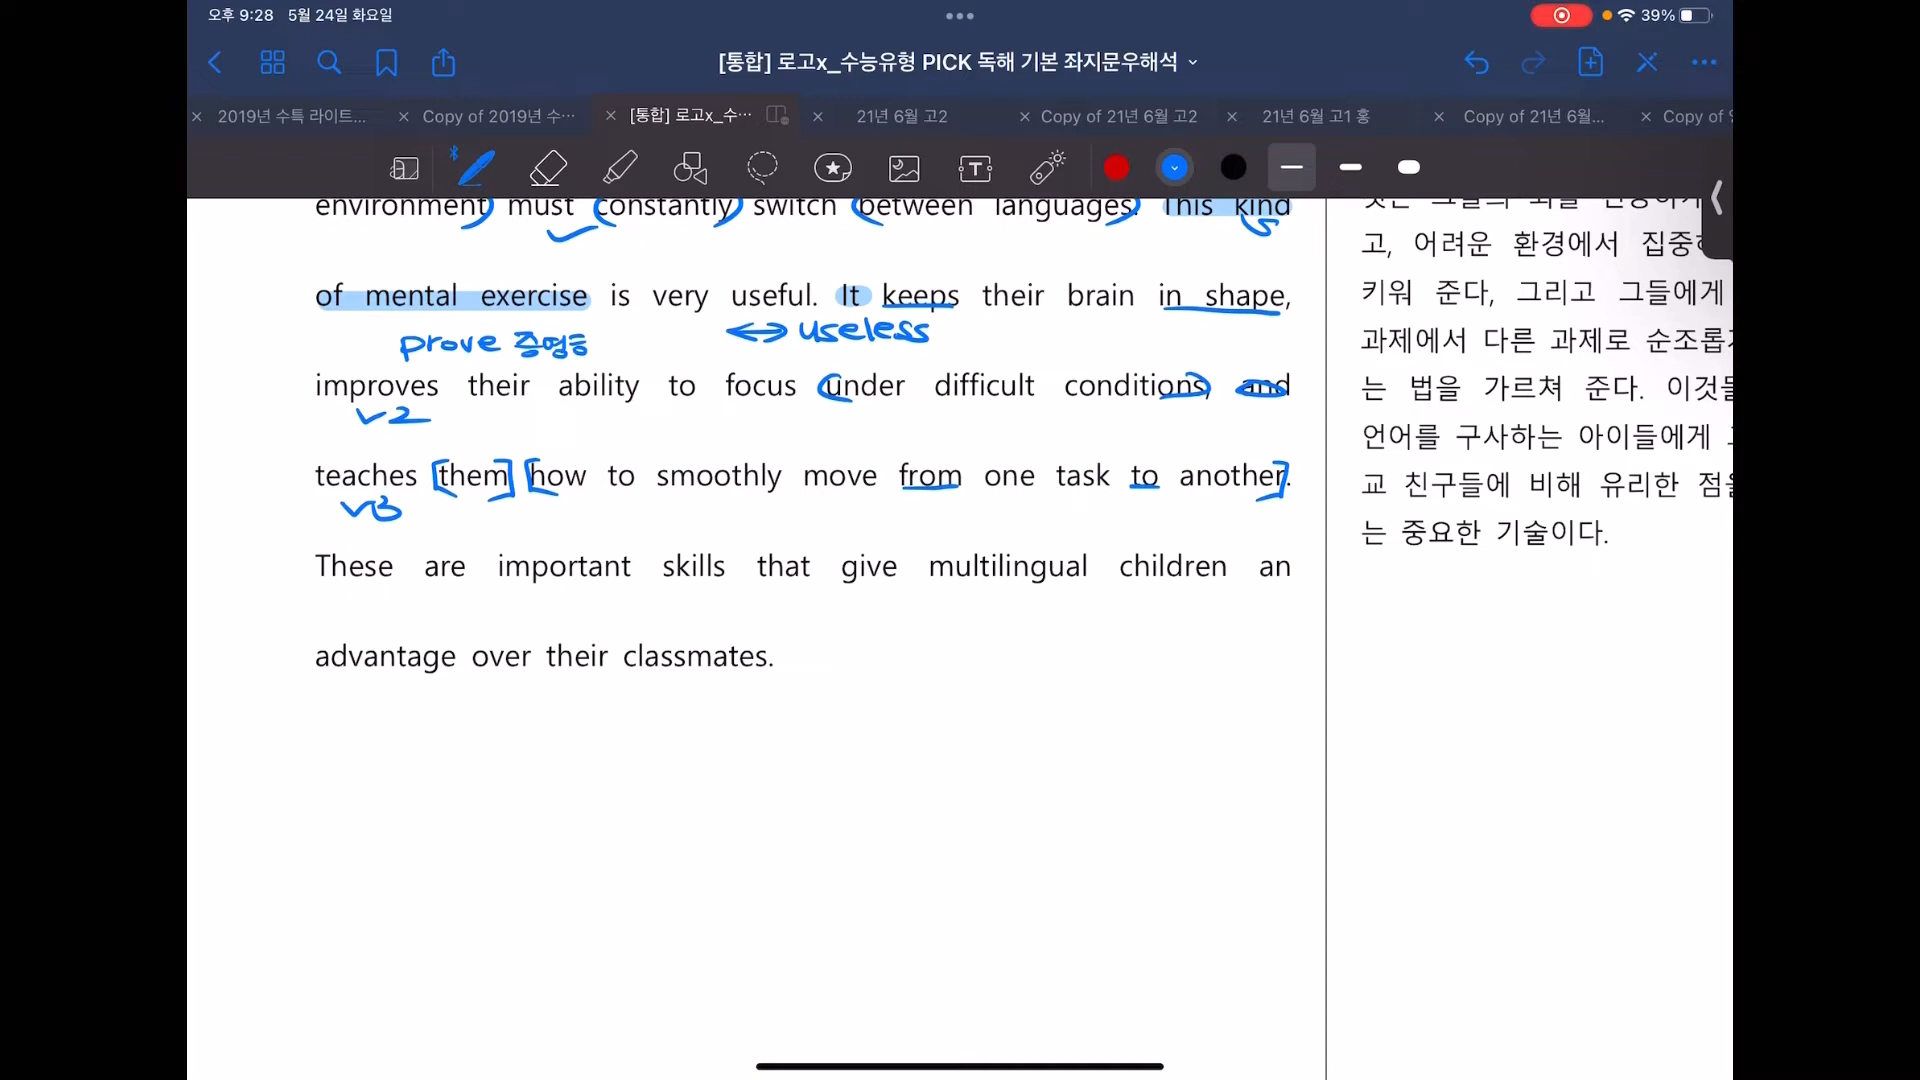 오후 9:28 5월 24일 화요일
39%
[통합] 로고x_수능유형 PICK 독해 기본 좌지문우해석
2019년 수특 라이트...
Copy of 2019년 수...
[통합] 로고x_수...
21년 6월 고2
Copy of 21년 6월 고2
21년 6월 고1 홍
Copy of 21년 6월...
Copy of
environment must constantly switch between languages. This kind
S
of mental exercise is very useful. It keeps their brain in shape,
prove 증명등 ↔ useless
improves their ability to focus under difficult conditions, and
v2
teaches [them] [how to smoothly move from one task to another].
v3
These are important skills that give multilingual children an
advantage over their classmates.
고, 어려운 환경에서
키워 준다, 그리고 그들에게
과제에서 다른 과제로
는 법을 가르쳐 준다.
언어를 구사하는 아이들에게
교 친구들에 비해 유리한
는 중요한 기술이다.